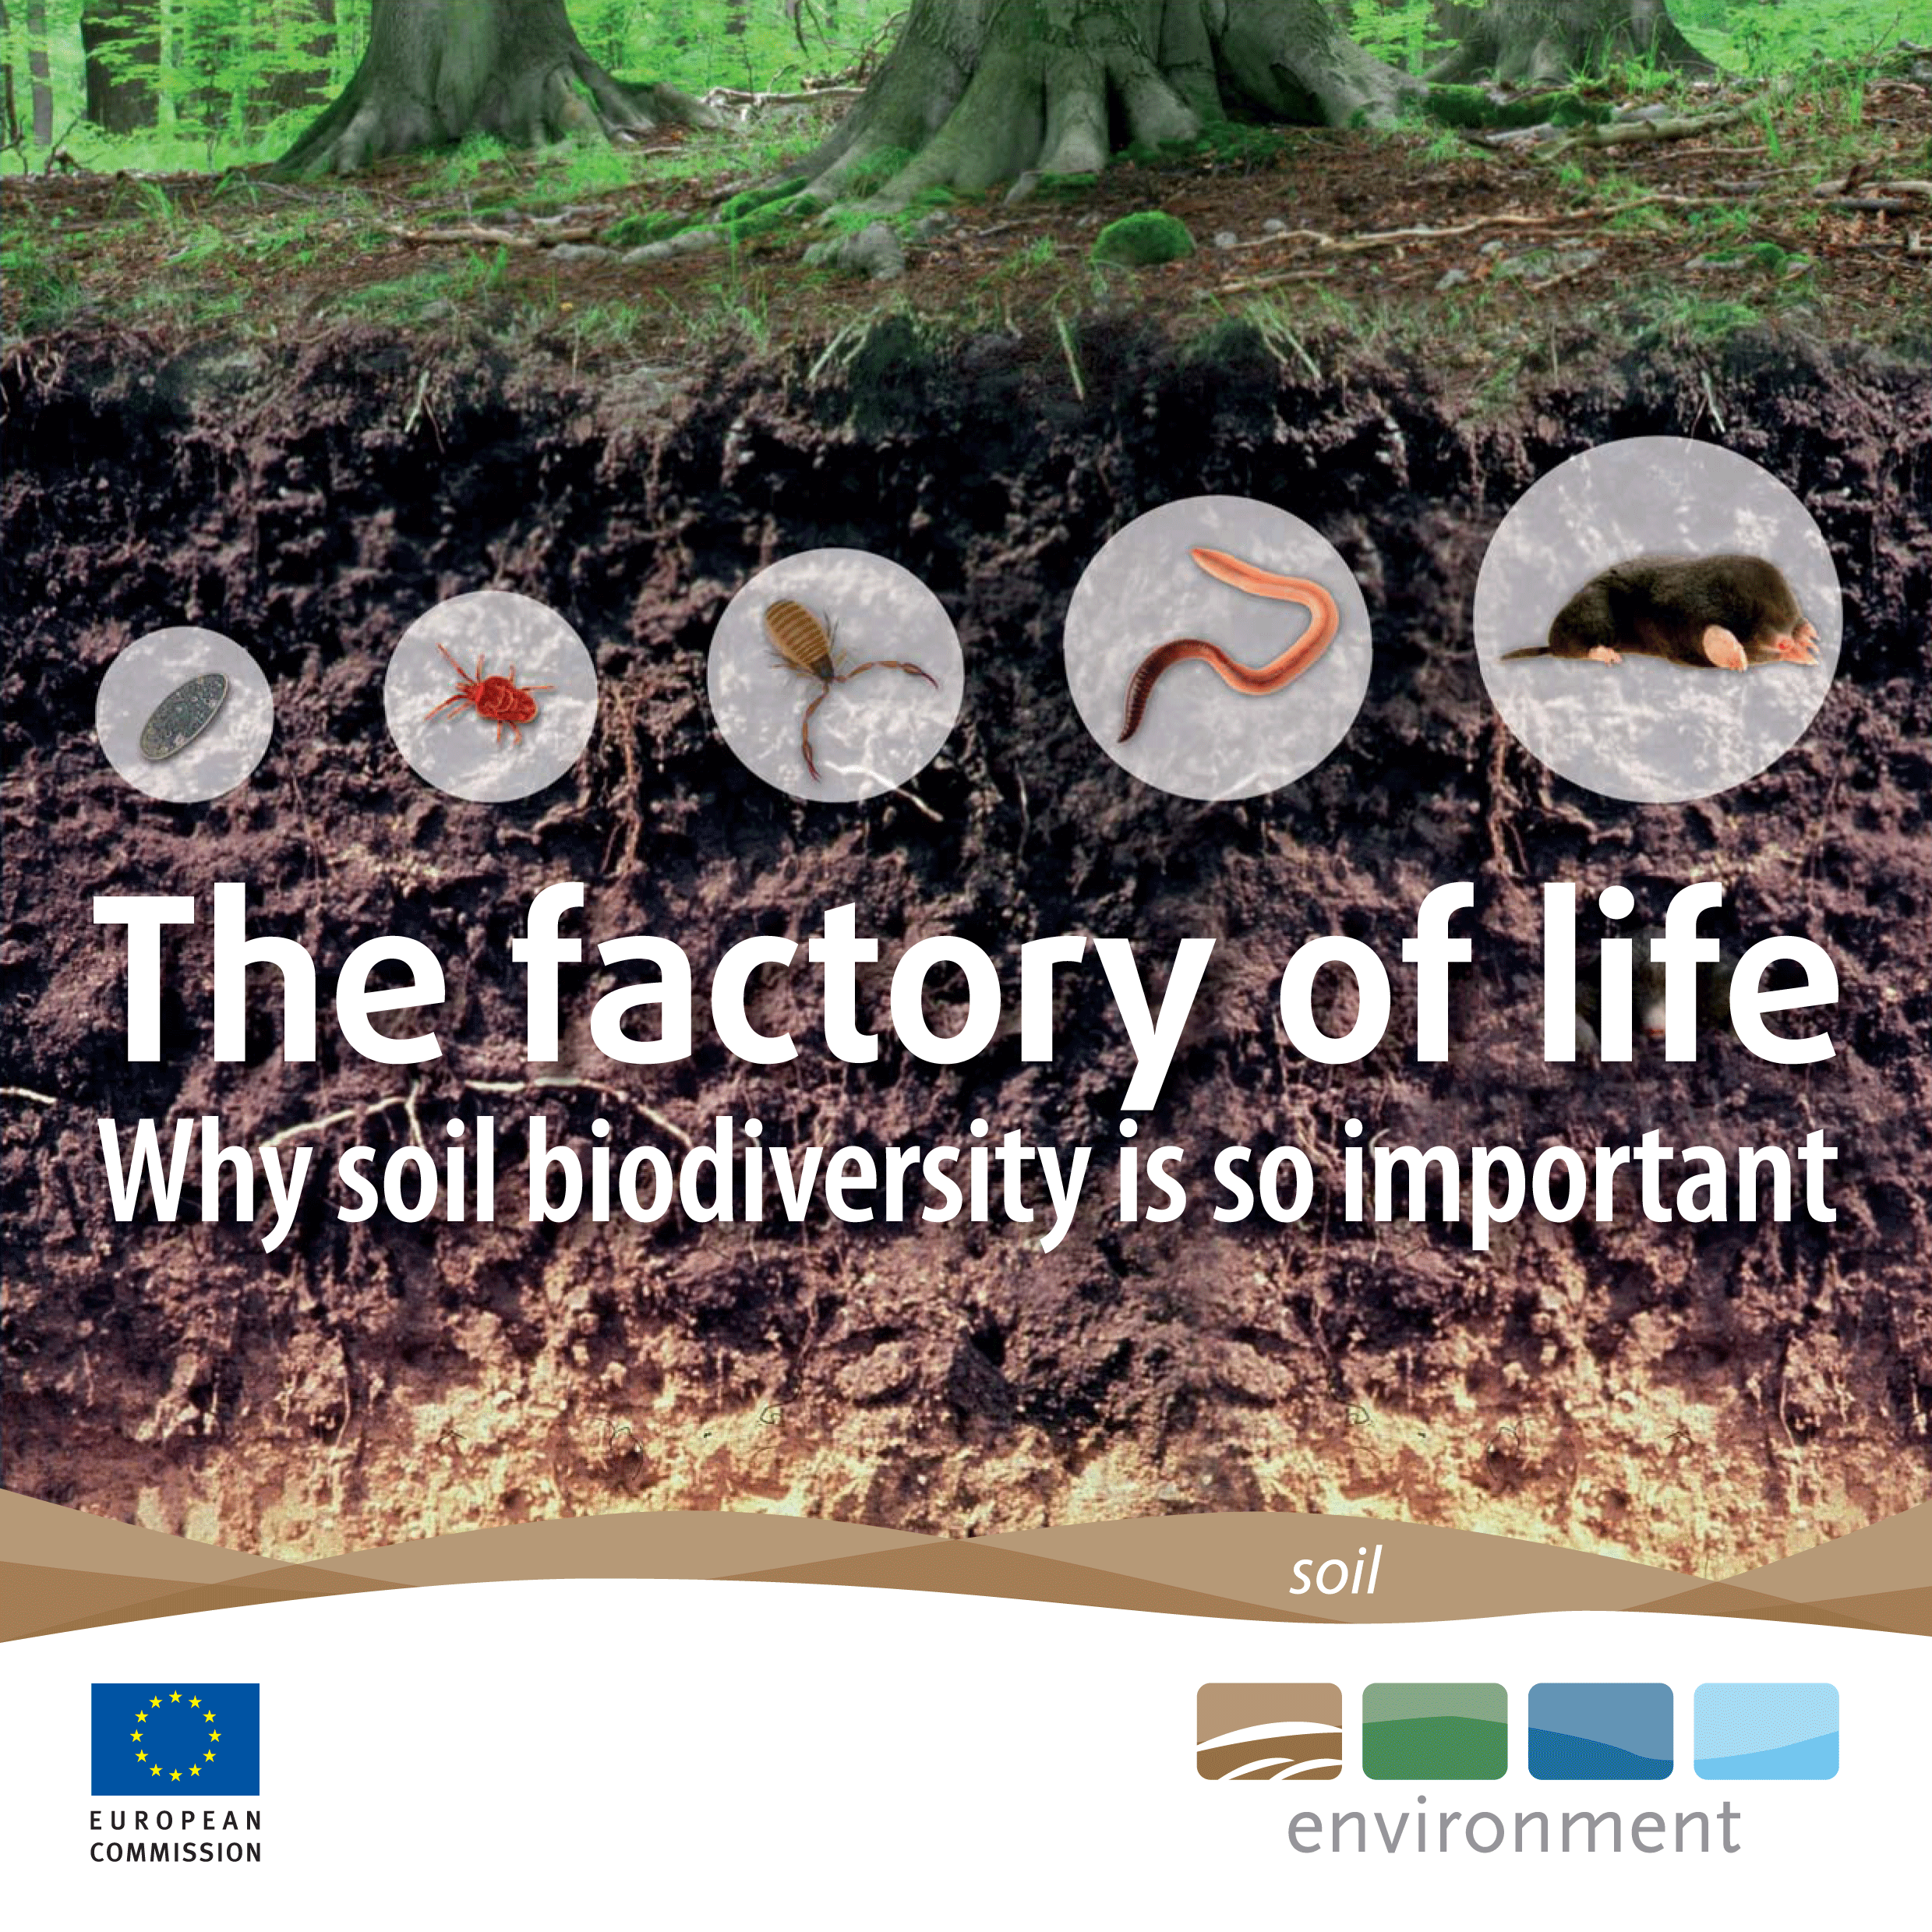 The factory of life
Why soil biodiversity is so important
soil
EUROPEAN
COMMISSION
environment